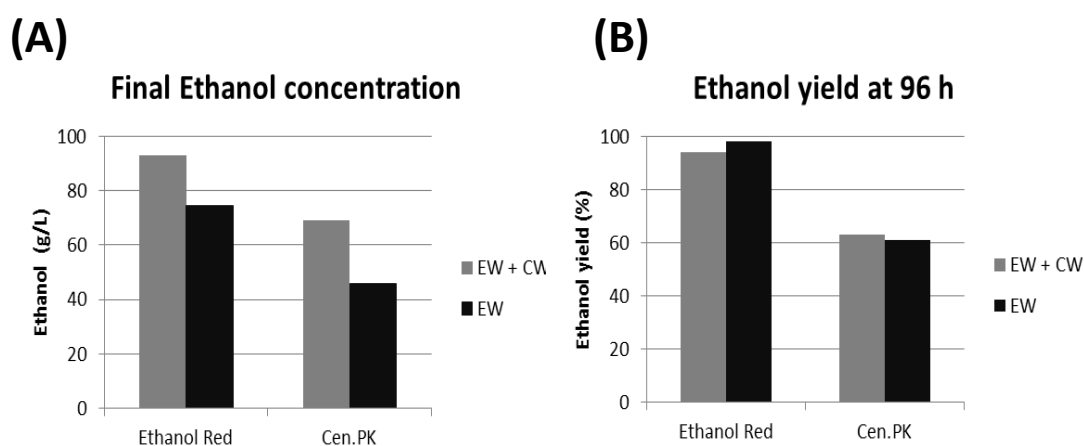 (A)
Final Ethanol concentration
Ethanol (g/L)
100
80
60
40
20
0
Ethanol Red
Cen.PK
EW + CW
EW
(B)
Ethanol yield at 96 h
Ethanol yield (%)
100
80
60
40
20
0
Ethanol Red
Cen.PK
EW + CW
EW